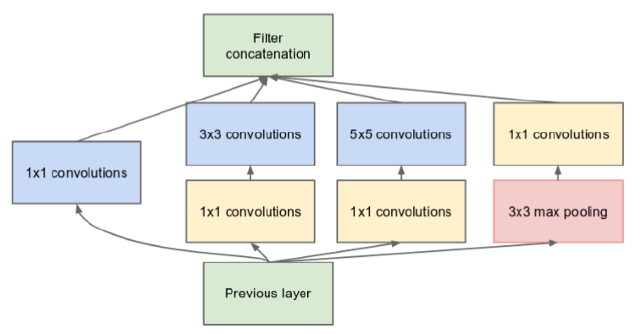 Filter
concatenation
3x3 convolutions
5x5 convolutions
1x1 convolutions
1x1 convolutions
1x1 convolutions
1x1 convolutions
3x3 max pooling
Previous layer